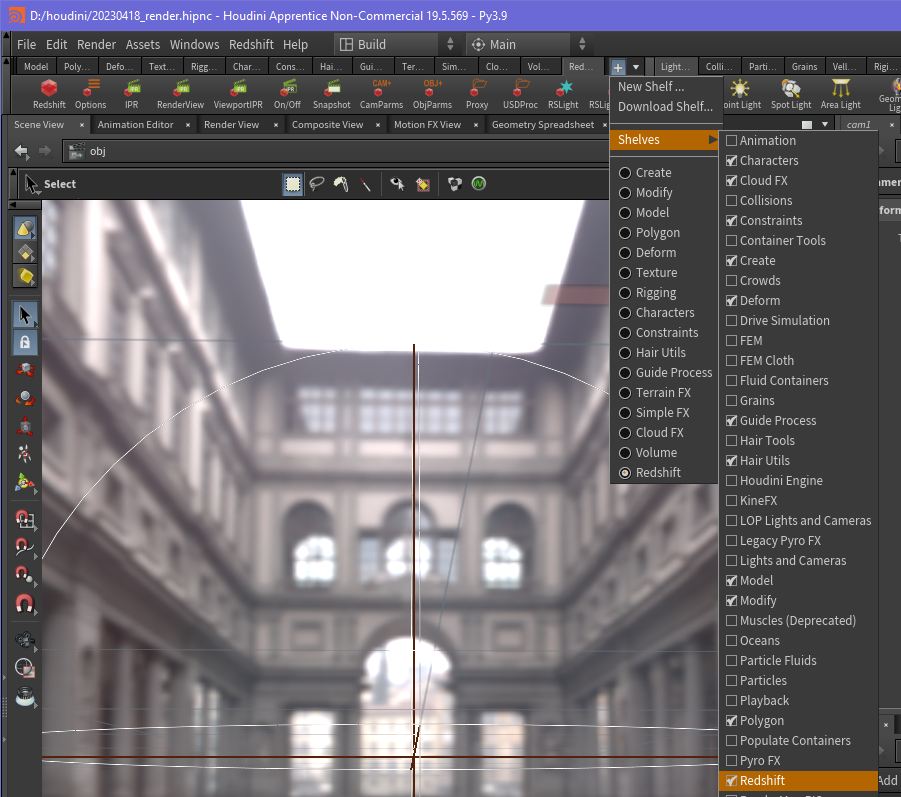 D:/houdini/20230418_render.hipnc - Houdini Apprentice Non-Commercial 19.5.569 - Py3.9
File Edit Render Assets Windows Redshift Help Build Main
Model Poly... Defo... Text... Rigg... Char... Cons... Hai... Gui... Ter... Sim... Clo... Vol... Red... Light... Colli... Parti... Grains Vell... Rigi...
Redshift Options IPR RenderView ViewportIPR On/Off Snapshot CamParms ObjParms Proxy USDProc RSLight RSLig oint Light Spot Light Area Light Geom
CAM+ OBJ+
Scene View Animation Editor Render View Composite View Motion FX View Geometry Spreadsheet cam1
obj
Select
New Shelf ...
Download Shelf...
Shelves
Create
Modify
Model
Polygon
Deform
Texture
Rigging
Characters
Constraints
Hair Utils
Guide Process
Terrain FX
Simple FX
Cloud FX
Volume
Redshift
Animation
Characters
Cloud FX
Collisions
Constraints
Container Tools
Create
Crowds
Deform
Drive Simulation
FEM
FEM Cloth
Fluid Containers
Grains
Guide Process
Hair Tools
Hair Utils
Houdini Engine
KineFX
LOP Lights and Cameras
Legacy Pyro FX
Lights and Cameras
Model
Modify
Muscles (Deprecated)
Oceans
Particle Fluids
Particles
Playback
Polygon
Populate Containers
Pyro FX
Redshift
Add